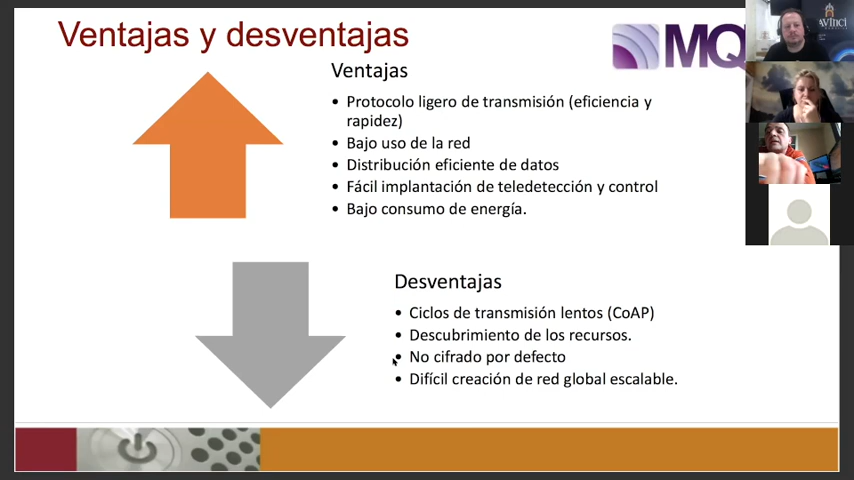 Ventajas y desventajas
MQ
Ventajas
• Protocolo ligero de transmisión (eficiencia y
rapidez)
• Bajo uso de la red
• Distribución eficiente de datos
• Fácil implantación de teledetección y control
• Bajo consumo de energía.
Desventajas
• Ciclos de transmisión lentos (CoAP)
• Descubrimiento de los recursos.
• No cifrado por defecto
• Difícil creación de red global escalable.